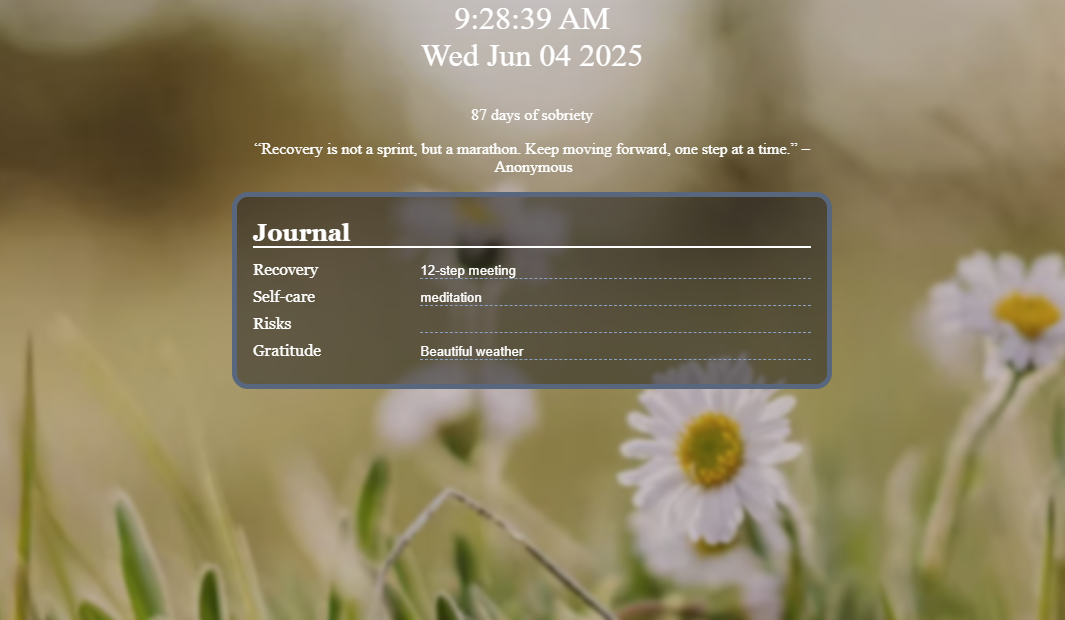 9:28:39 AM
Wed Jun 04 2025
87 days of sobriety
“Recovery is not a sprint, but a marathon. Keep moving forward, one step at a time.” –
Anonymous
Journal
Recovery 12-step meeting
Self-care meditation
Risks
Gratitude Beautiful weather